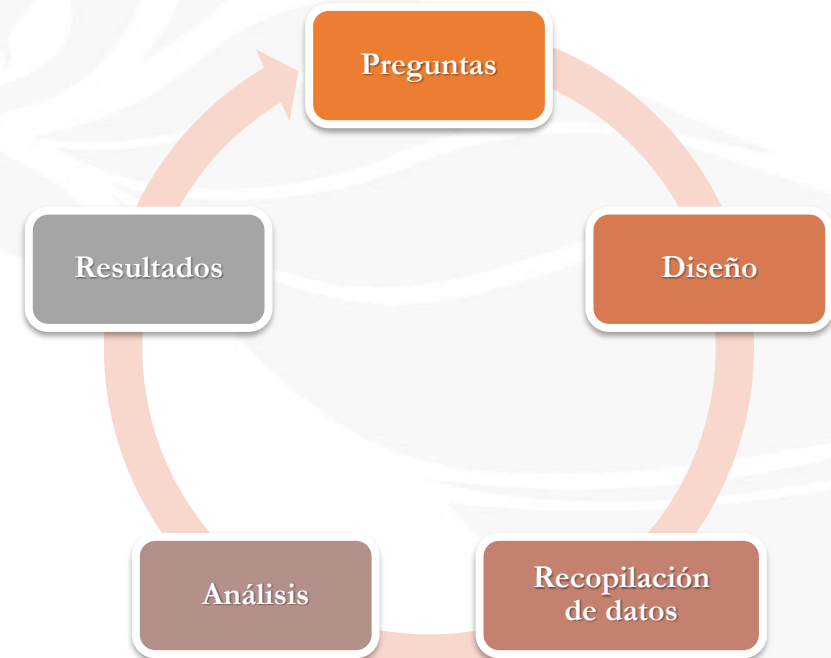 Preguntas
Diseño
Recopilación
de datos
Análisis
Resultados